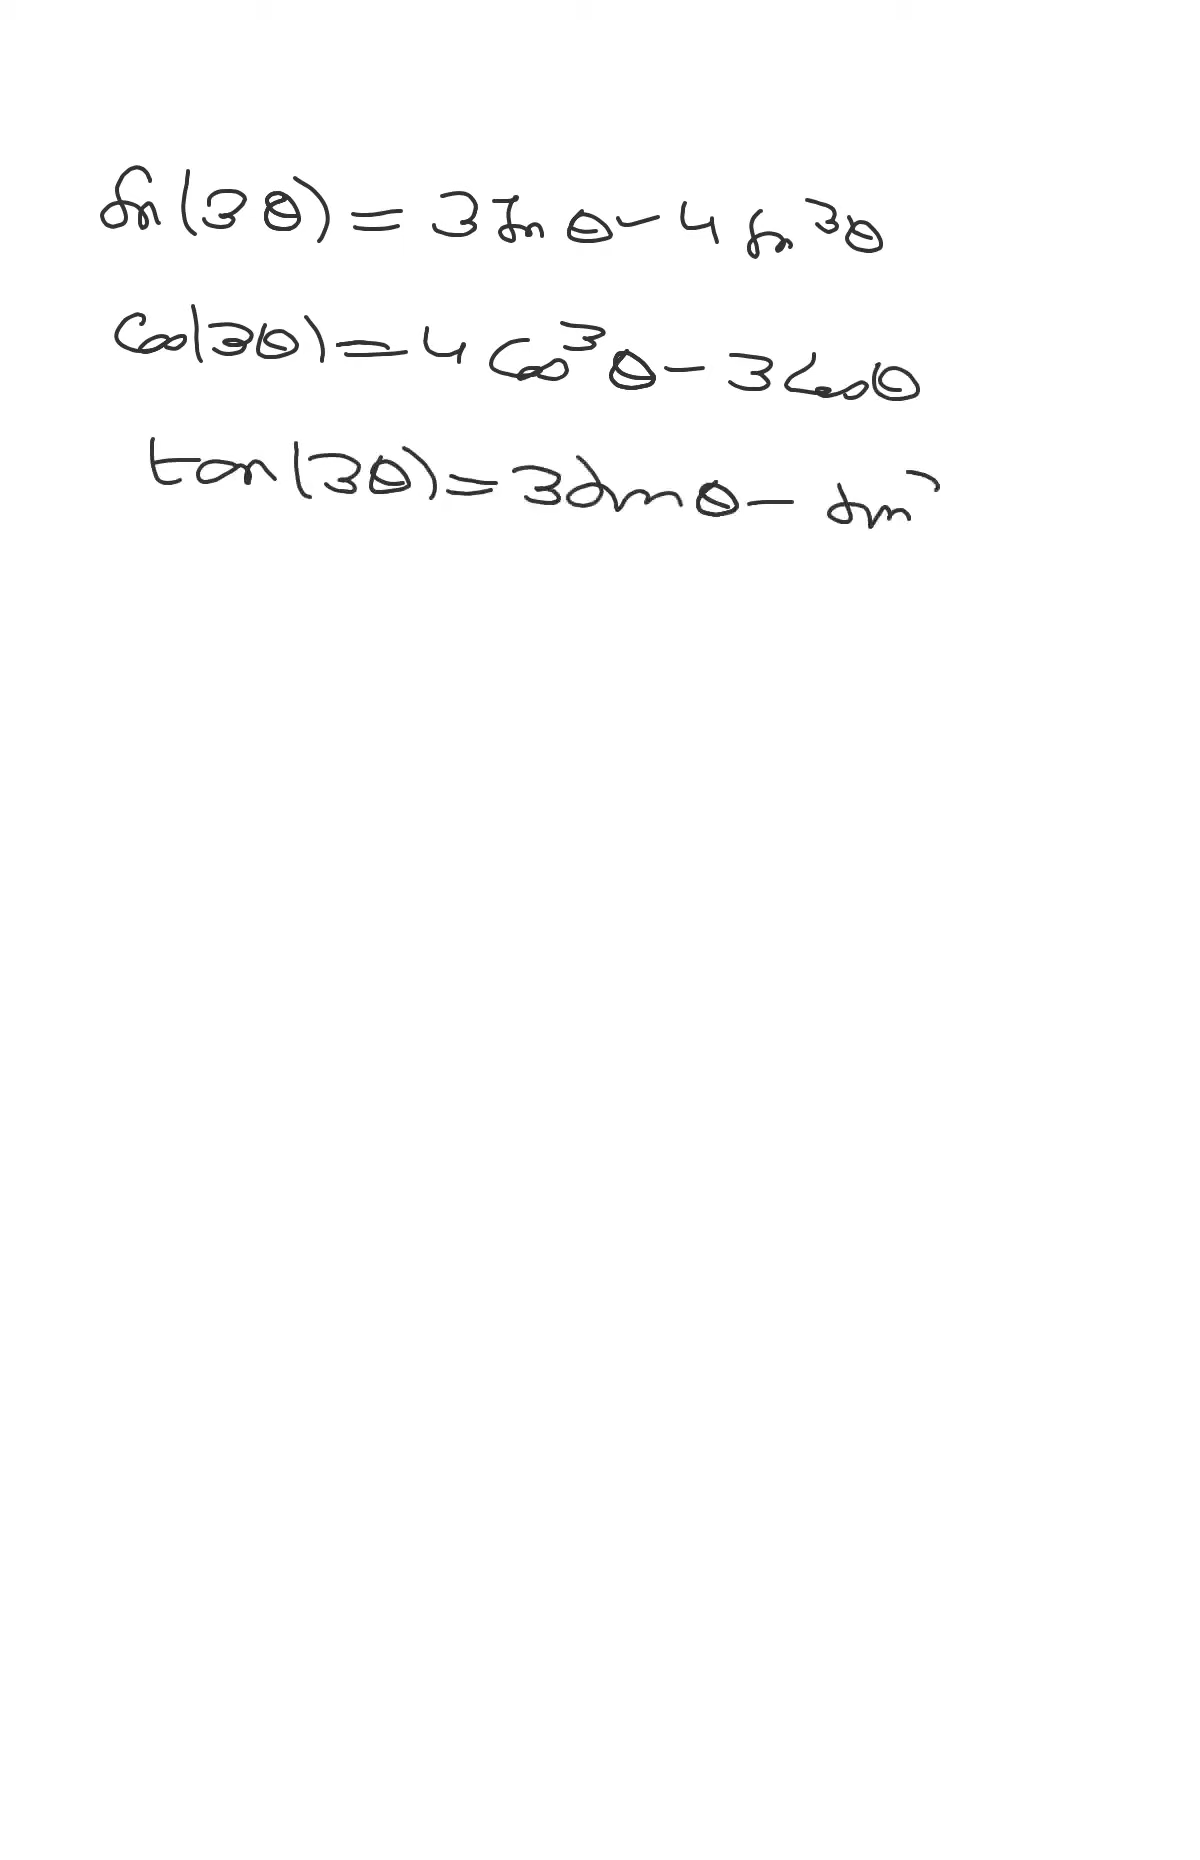 sin(3θ) = 3 sin θ - 4 sin³θ
cos(3θ) = 4 cos³θ - 3 cos θ
tan(3θ) = 3 tan θ - tan